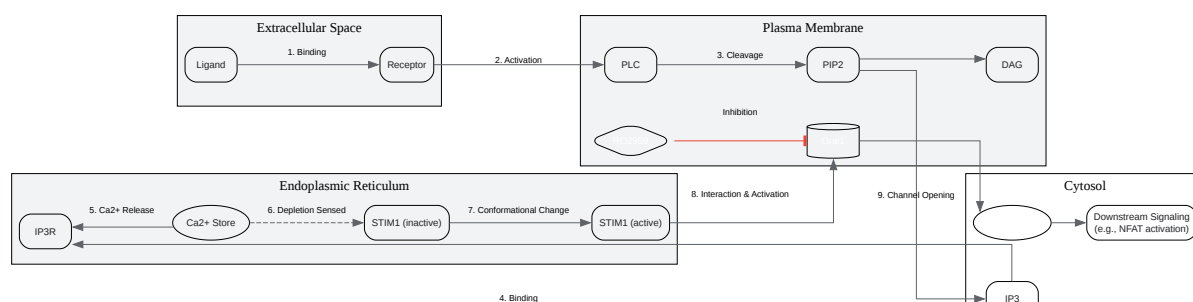 Extracellular Space
Plasma Membrane
Ligand
1. Binding
Receptor
2. Activation
PLC
3. Cleavage
PIP2
DAG
Inhibition
Endoplasmic Reticulum
8. Interaction & Activation
9. Channel Opening
Cytosol
IP3R
5. Ca2+ Release
Ca2+ Store
6. Depletion Sensed
STIM1 (inactive)
7. Conformational Change
STIM1 (active)
Downstream Signaling
(e.g., NFAT activation)
4. Binding
IP3